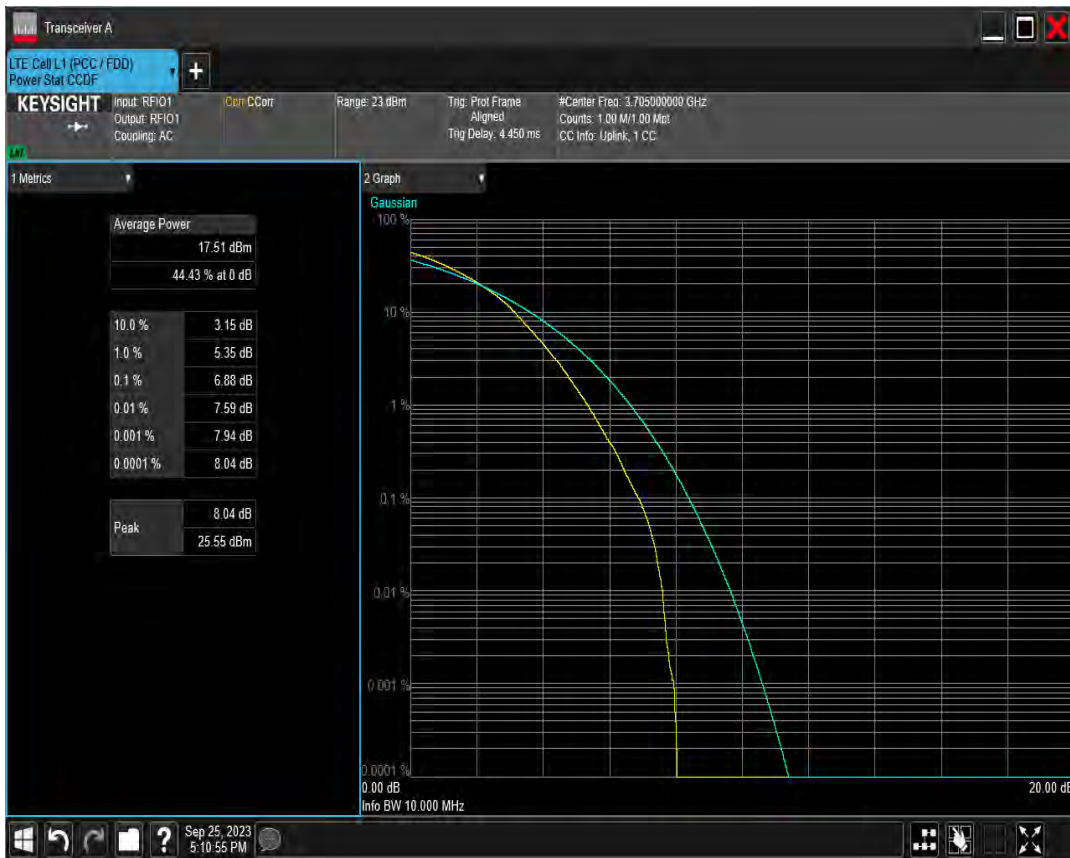 Transceiver A
LTE Cell L1 (PCC / FDD)
Power Stat CCDF
+
KEYSIGHT
Input: RFIO1
Output: RFIO1
Coupling: AC
Corr CCorr
Range: 23 dBm
Trig: Prot Frame
Aligned
Trig Delay: 4.450 ms
#Center Freq: 3.705000000 GHz
Counts: 1.00 M/1.00 Mpt
CC Info: Uplink, 1 CC
1 Metrics
Average Power
17.51 dBm
44.43 % at 0 dB
10.0 % 3.15 dB
1.0 % 5.35 dB
0.1 % 6.88 dB
0.01 % 7.59 dB
0.001 % 7.94 dB
0.0001 % 8.04 dB
Peak
8.04 dB
25.55 dBm
2 Graph
Gaussian
100 %
10 %
1 %
0.1 %
0.01 %
0.001 %
0.0001 %
0.00 dB
20.00 dB
Info BW 10.000 MHz
?
Sep 25, 2023
5:10:55 PM